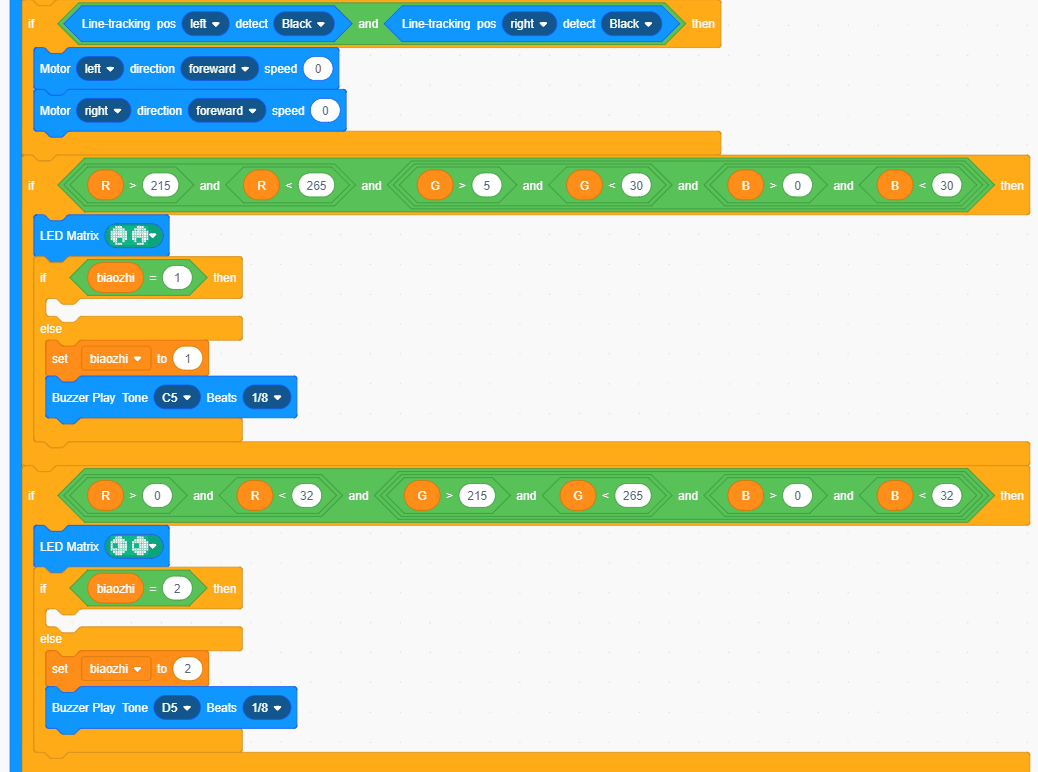 if Line-tracking pos left detect Black and Line-tracking pos right detect Black then
Motor left direction forward speed 0
Motor right direction forward speed 0
if R > 215 and R < 265 and G > 5 and G < 30 and B > 0 and B < 30 then
LED Matrix
if biaozhi = 1 then
else
set biaozhi to 1
Buzzer Play Tone C5 Beats 1/8
if R > 0 and R < 32 and G > 215 and G < 265 and B > 0 and B < 32 then
LED Matrix
if biaozhi = 2 then
else
set biaozhi to 2
Buzzer Play Tone D5 Beats 1/8